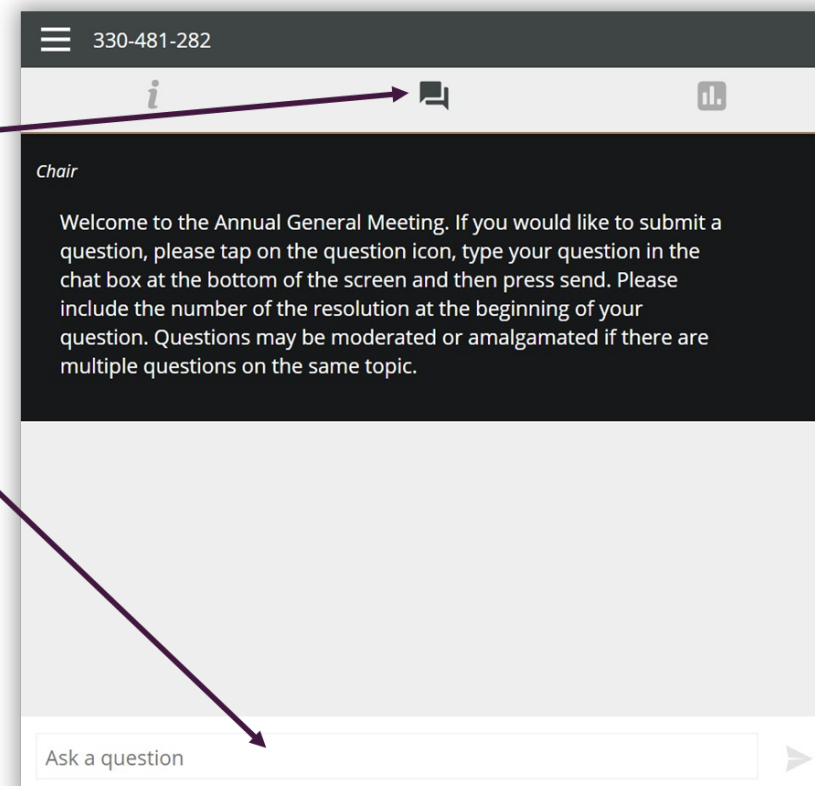 330-481-282
Chair
Welcome to the Annual General Meeting. If you would like to submit a
question, please tap on the question icon, type your question in the
chat box at the bottom of the screen and then press send. Please
include the number of the resolution at the beginning of your
question. Questions may be moderated or amalgamated if there are
multiple questions on the same topic.
Ask a question